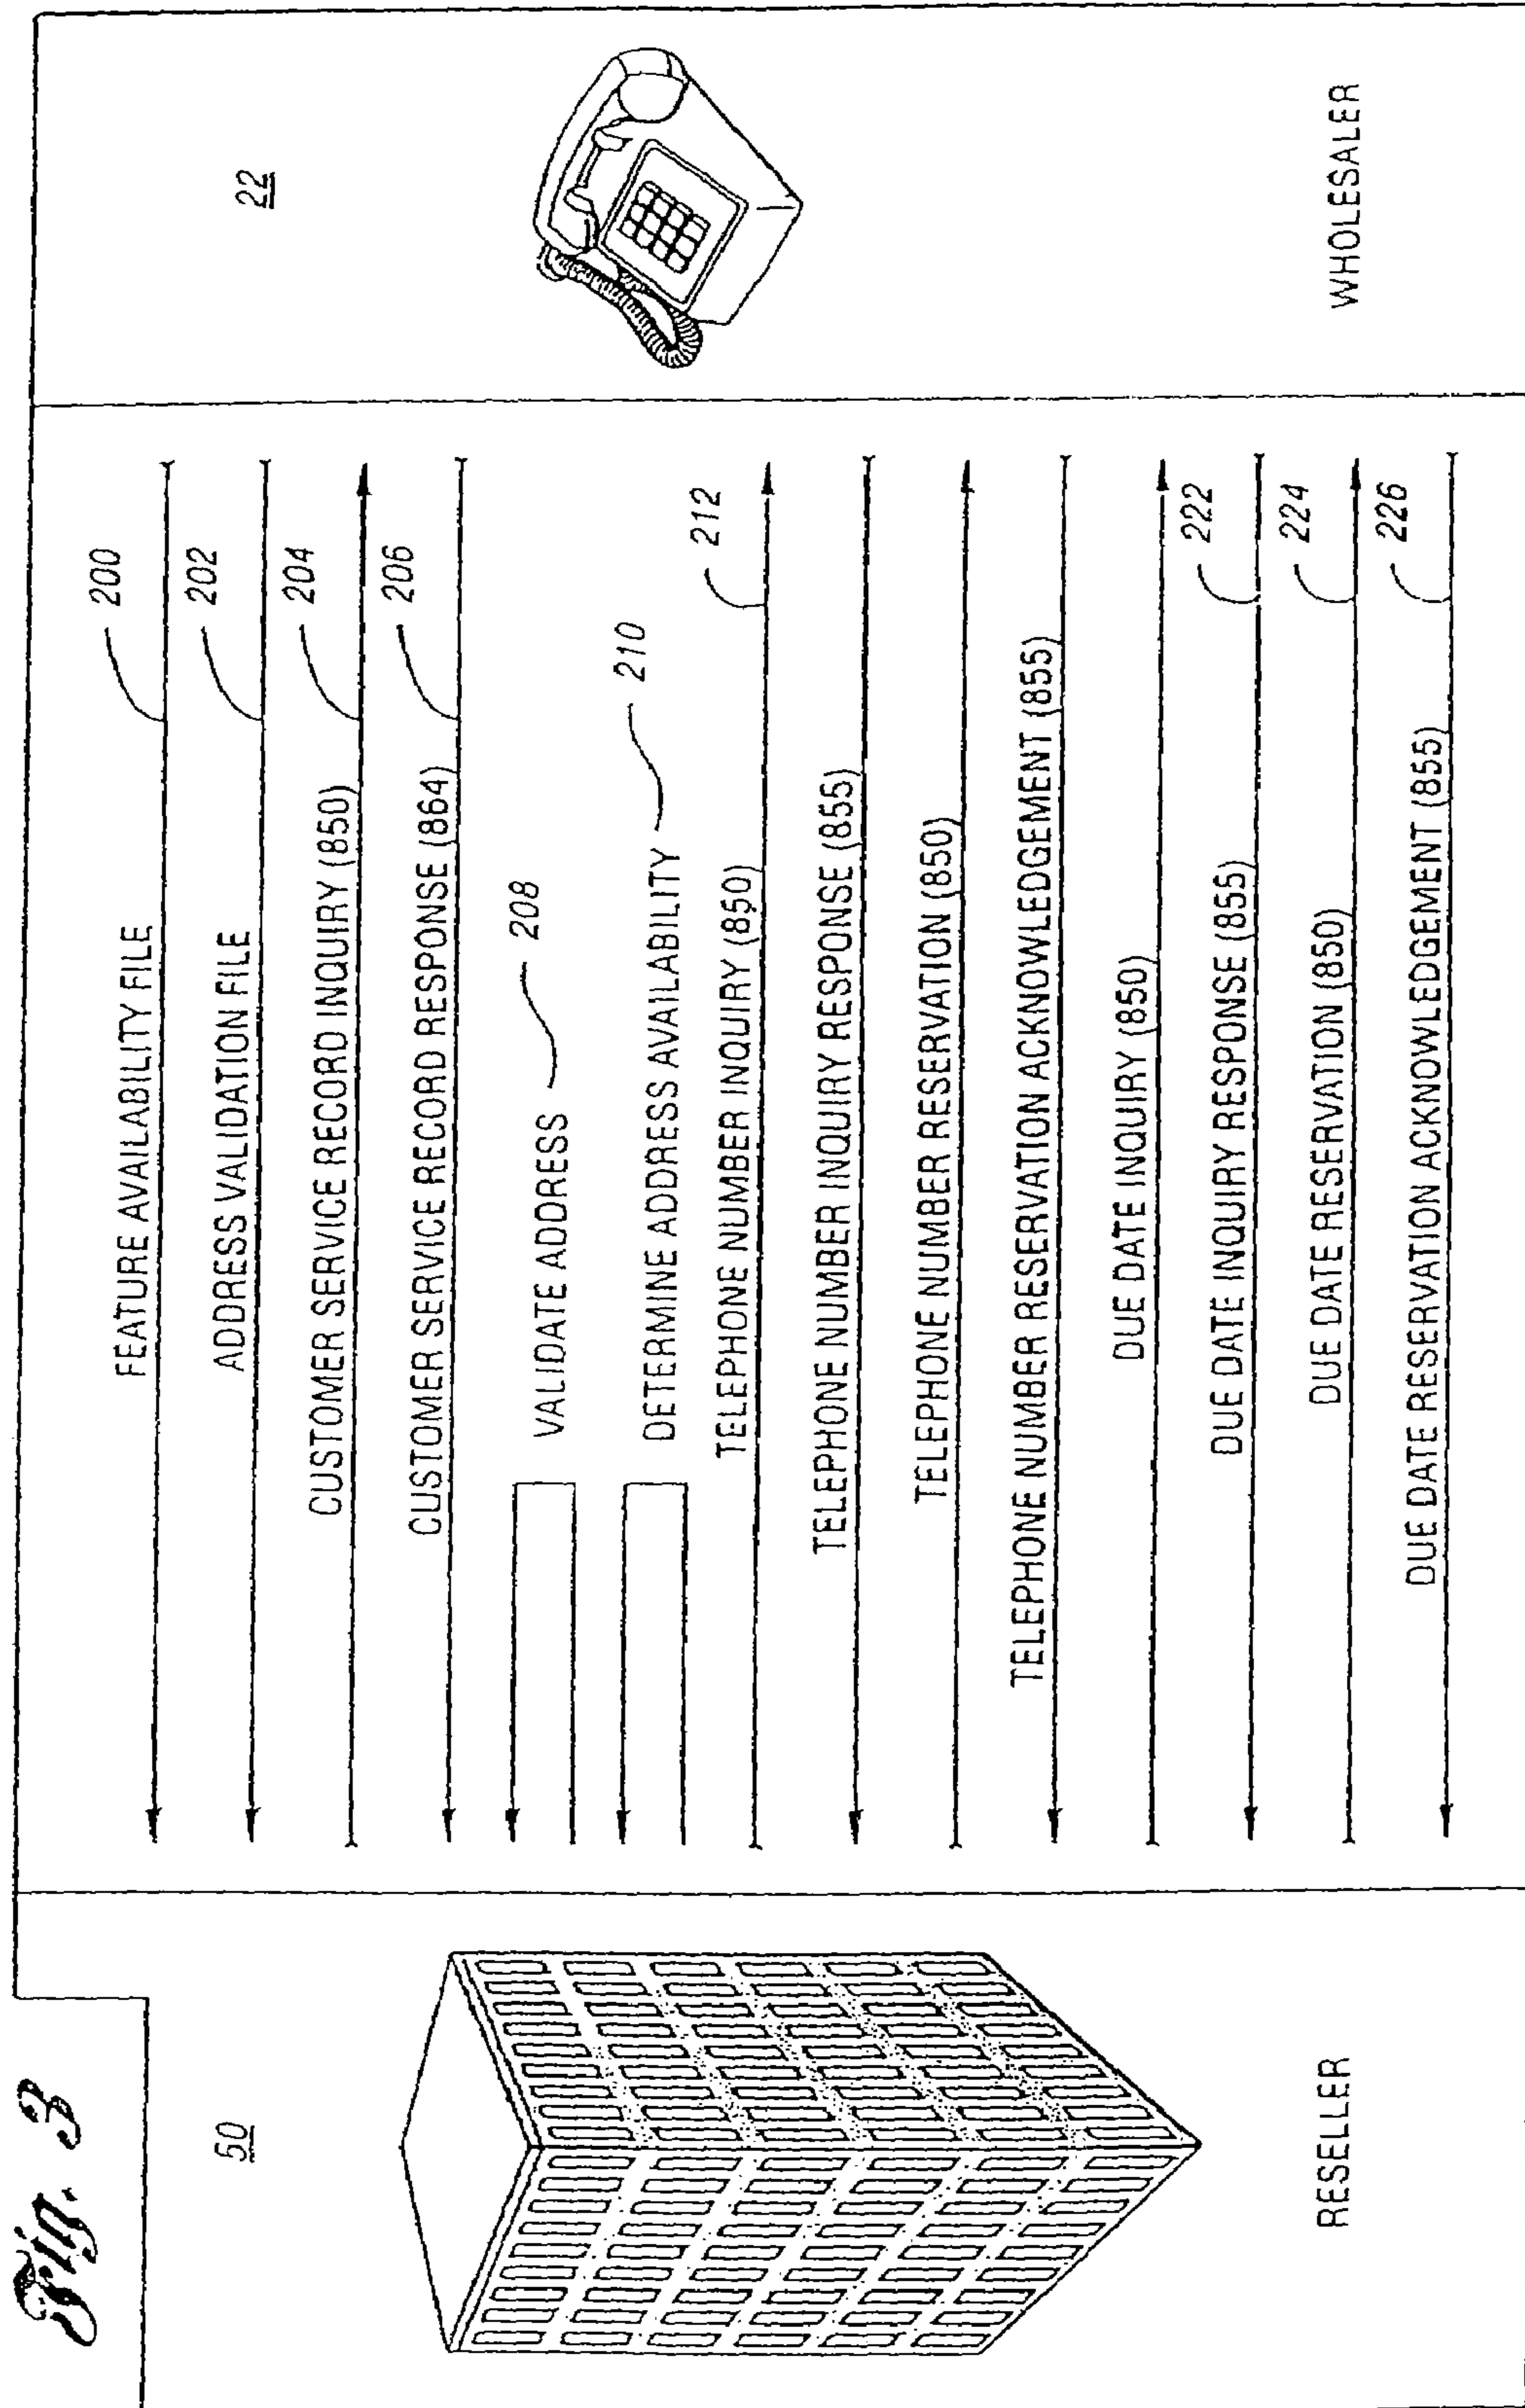 Fig. 3
50
RESELLER
FEATURE AVAILABILITY FILE
200
ADDRESS VALIDATION FILE
202
CUSTOMER SERVICE RECORD INQUIRY (850)
204
CUSTOMER SERVICE RECORD RESPONSE (864)
206
VALIDATE ADDRESS
208
DETERMINE ADDRESS AVAILABILITY
210
TELEPHONE NUMBER INQUIRY (850)
212
TELEPHONE NUMBER INQUIRY RESPONSE (855)
TELEPHONE NUMBER RESERVATION (850)
TELEPHONE NUMBER RESERVATION ACKNOWLEDGEMENT (855)
DUE DATE INQUIRY (850)
DUE DATE INQUIRY RESPONSE (855)
222
DUE DATE RESERVATION (850)
224
DUE DATE RESERVATION ACKNOWLEDGEMENT (855)
226
22
WHOLESALER